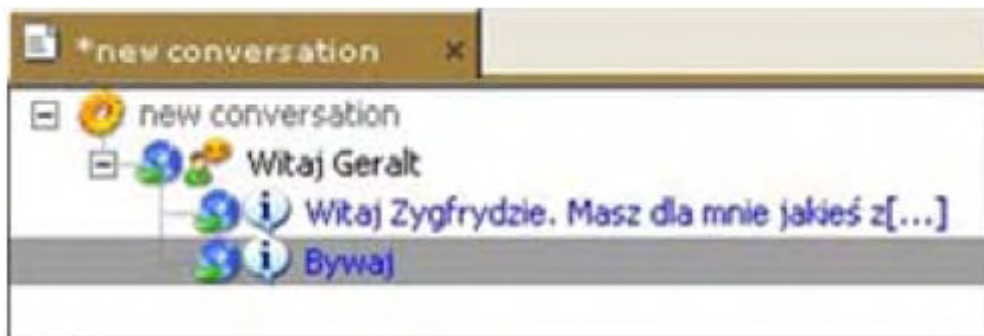 *new conversation
new conversation
Witaj Geralt
Witaj Zygfrydzie. Masz dla mnie jakieś z[...]
Bywaj